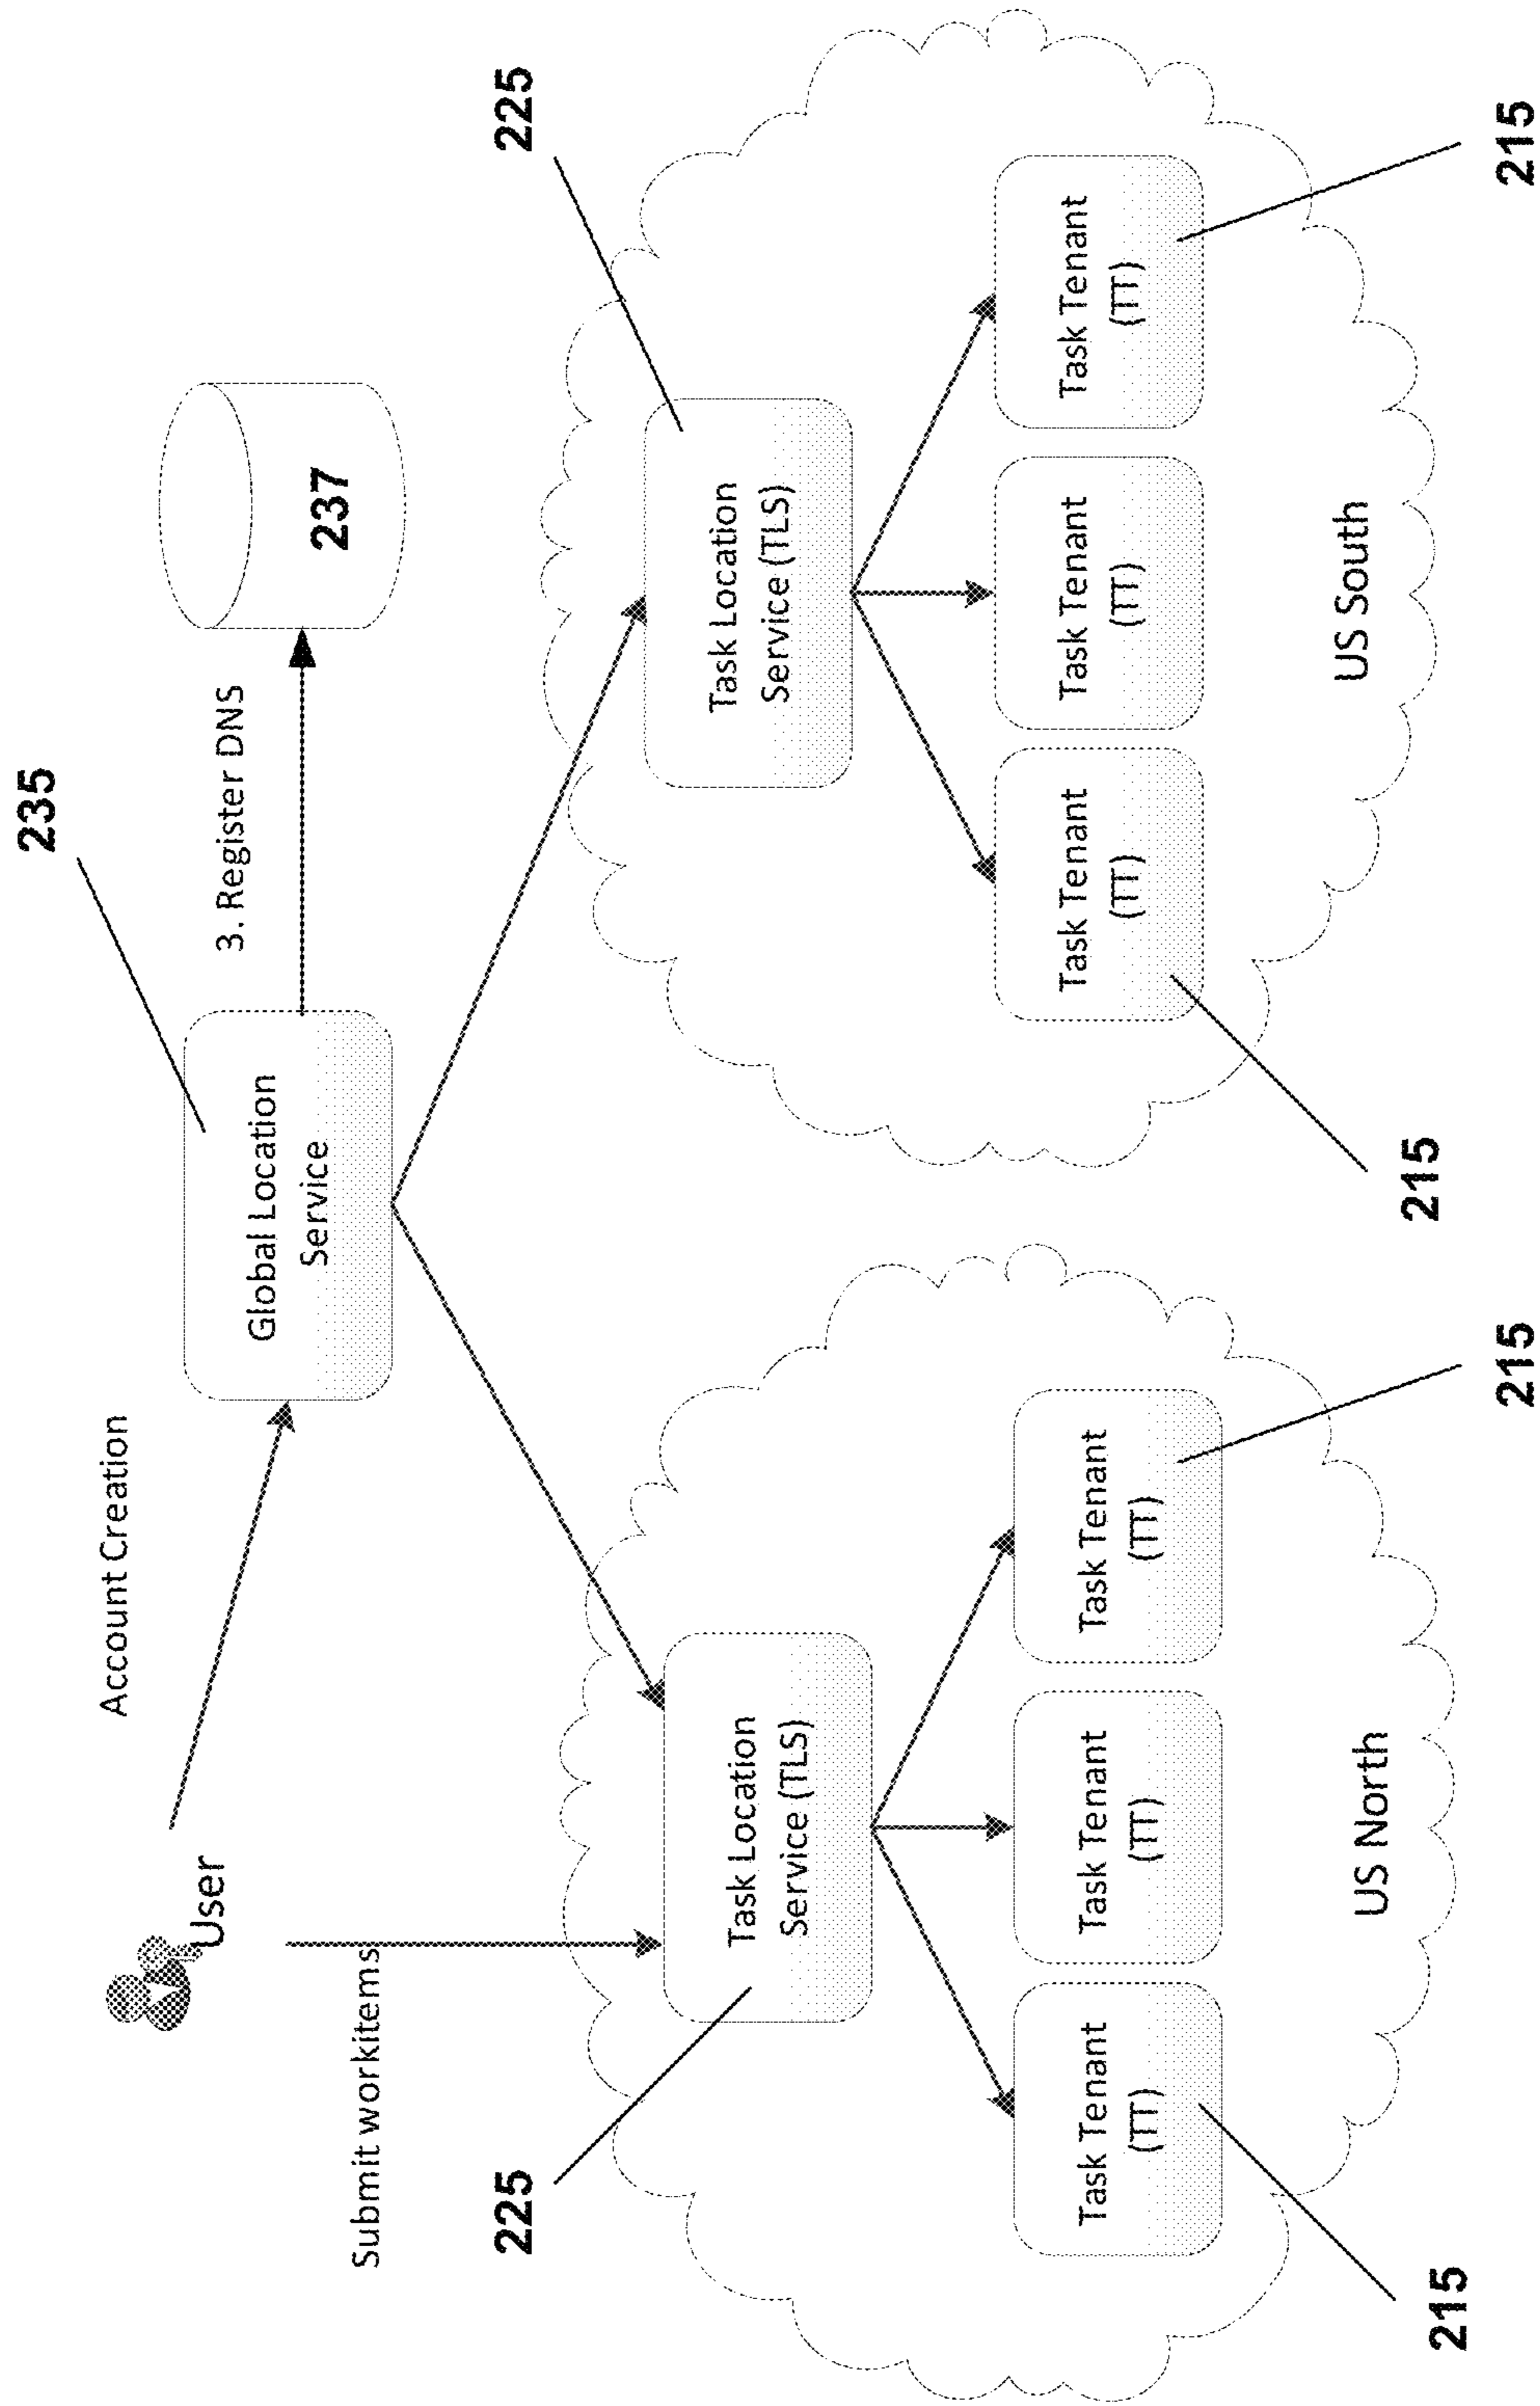 235
Account Creation
3. Register DNS
User
Global Location
Service
237
Submit workitems
225
225
Task Location
Service (TLS)
Task Location
Service (TLS)
Task Tenant
(TT)
Task Tenant
(TT)
Task Tenant
(TT)
Task Tenant
(TT)
Task Tenant
(TT)
Task Tenant
(TT)
US North
US South
215
215
215
215